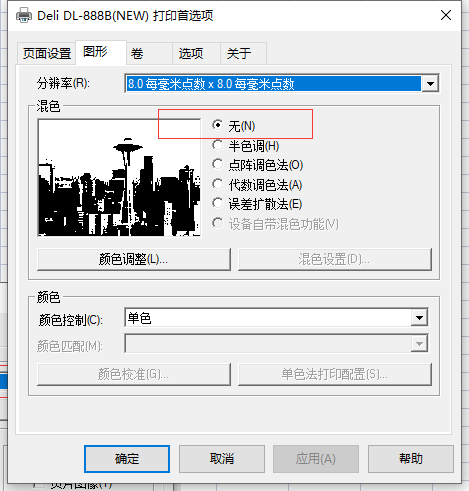 Deli DL-888B(NEW) 打印首选项
页面设置 图形 卷 选项 关于
分辨率(R): 8.0 每毫米点数 x 8.0 每毫米点数
混色
无(N)
半色调(H)
点阵调色法(O)
代数调色法(A)
误差扩散法(E)
设备自带混色功能(V)
颜色调整(L)... 混色设置(D)...
颜色
颜色控制(C): 单色
颜色匹配(M):
颜色校准(G)... 单色法打印配置(S)...
确定 取消 应用(A) 帮助
页片图像(T)